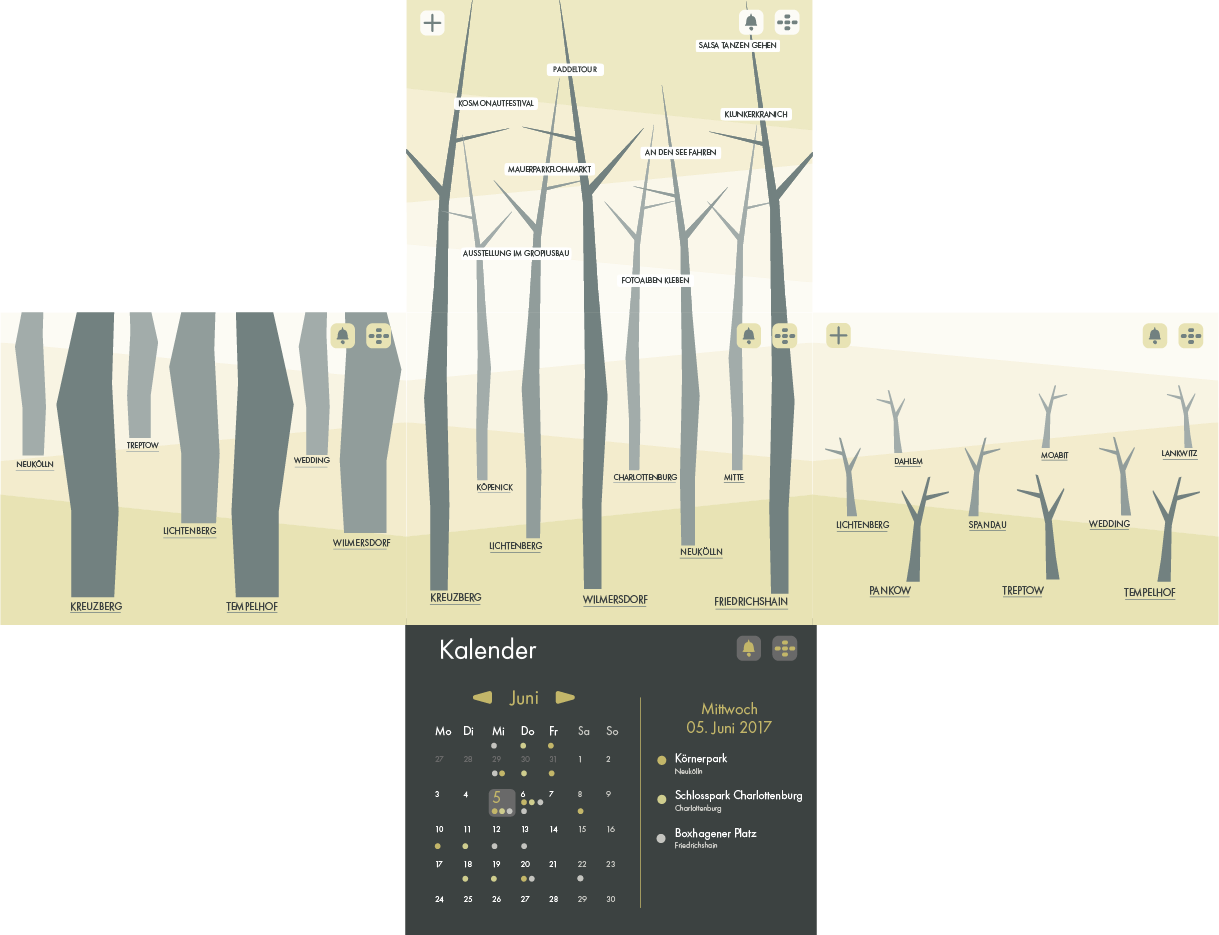 SALSA TANZEN GEHEN
PADDELTOUR
KOSMONAUTFESTIVAL
KLUNKERKRANICH
AN DEN SEE FAHREN
MAUERPARKFLOHMARKT
AUSSTELLUNG IM GROPIUSBAU
FOTOALBEN KLEBEN
NEUKÖLLN
TREPTOW
WEDDING
LICHTENBERG
WILMERSDORF
KREUZBERG
TEMPELHOF
KÖPENICK
CHARLOTTENBURG
MITTE
LICHTENBERG
NEUKÖLLN
KREUZBERG
WILMERSDORF
FRIEDRICHSHAIN
DAHLEM
MOABIT
LANKWITZ
LICHTENBERG
SPANDAU
WEDDING
PANKOW
TREPTOW
TEMPELHOF
Kalender
Juni
Mo Di Mi Do Fr Sa So
27 28 29 30 31 1 2
3 4 5 6 7 8 9
10 11 12 13 14 15 16
17 18 19 20 21 22 23
24 25 26 27 28 29 30
Mittwoch
05. Juni 2017
Körnerpark
Neukölln
Schlosspark Charlottenburg
Charlottenburg
Boxhagener Platz
Friedrichshain